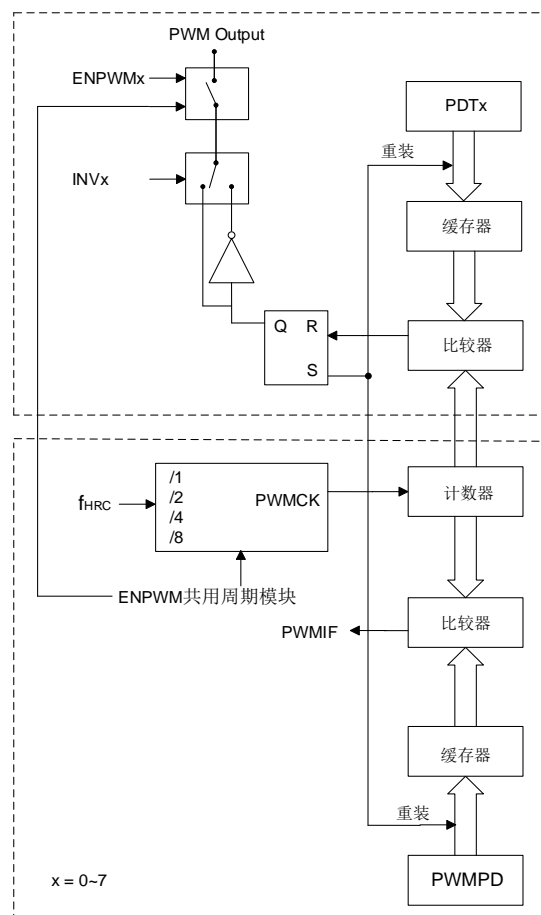 PWM Output
ENPWMx
PDTx
重装
INVx
缓存器
Q R
S
比较器
/1
/2
/4
/8
fHRC
PWMCK
计数器
ENPWM共用周期模块
PWMIF
比较器
缓存器
重装
PWMPD
x = 0~7